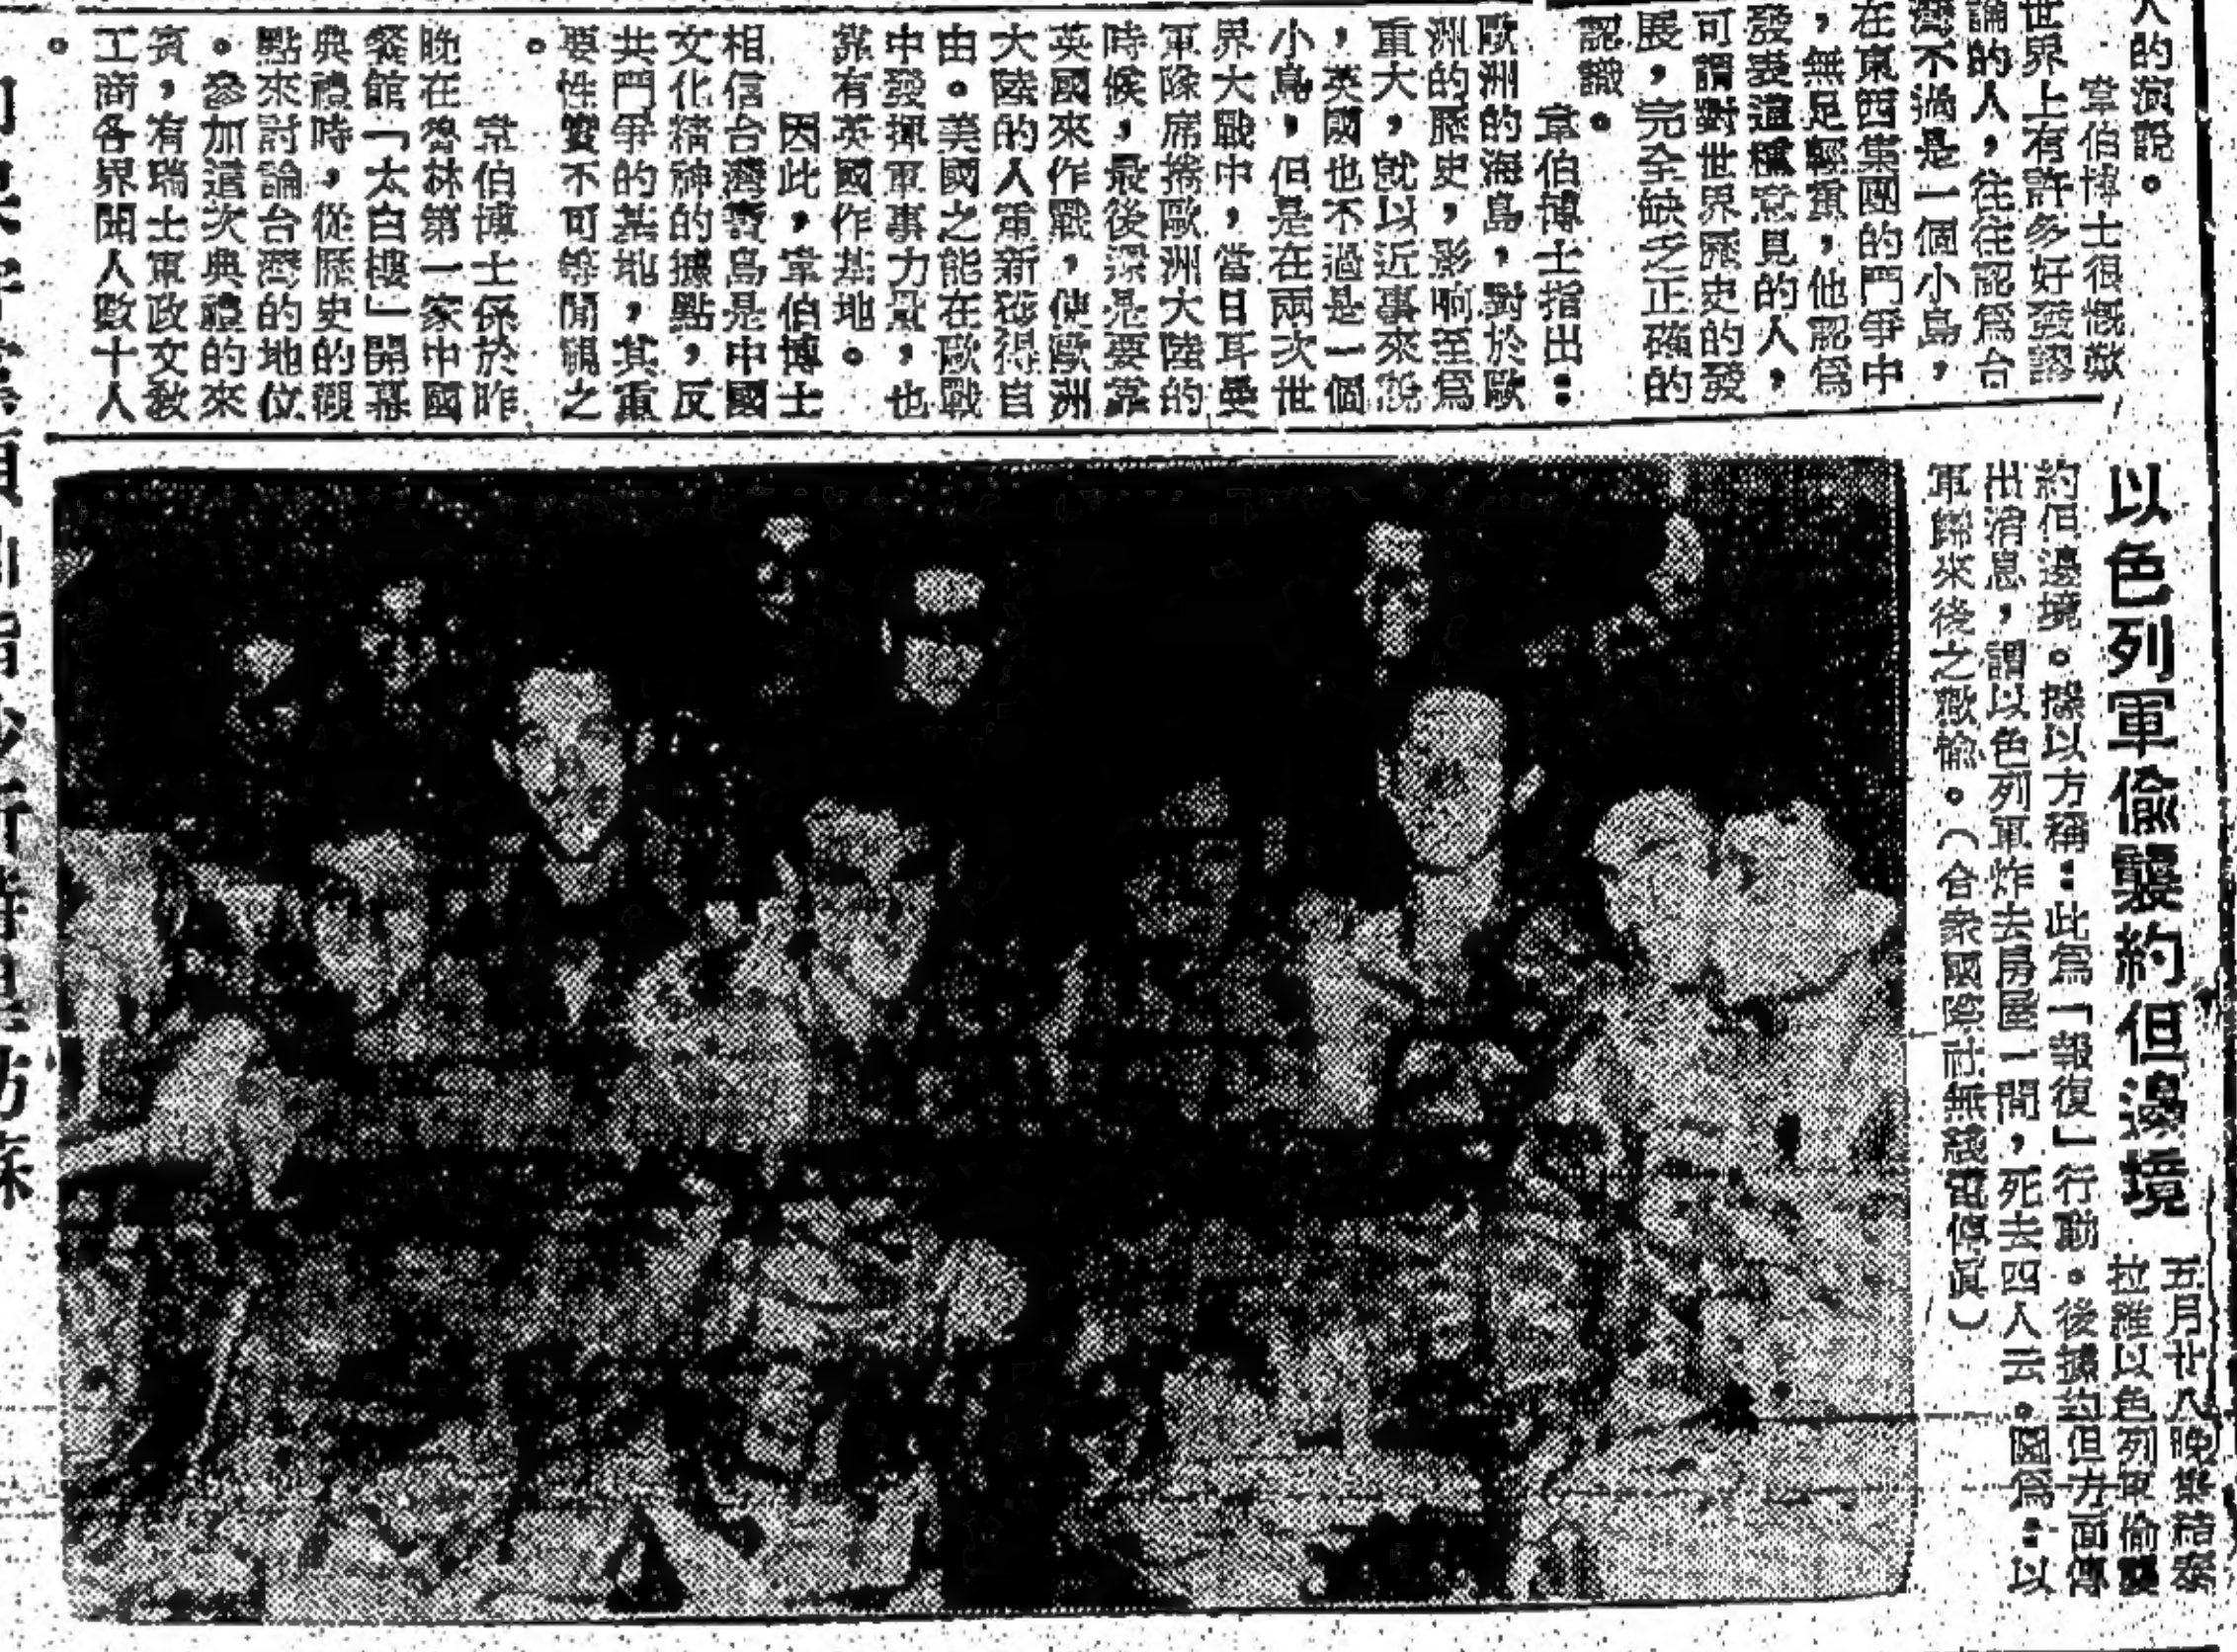 人的演說。
韋伯博士很慨歎
世界上有許多好發認
論的人，往往認爲台
灣不過是一個小島，
在東西集團的鬥爭中
，無足輕重，他認爲
發表這種意見的人，
可謂對世界歷史的發
展，完全缺乏正確的
認識。
韋伯博士指出：
歐洲的海島，對於歐
洲的歷史，影响至爲
重大，就以近事來說
，英國也不過是一個
小島，但是在兩次世
界大戰中，當日耳曼
軍隊席捲歐洲大陸的
時候，最後還是要靠
英國來作戰，使歐洲
大陸的人重新獲得自
由。美國之能在歐戰
中發揮軍事力量，也
靠有英國作基地。
因此，韋伯博士
相信台灣寶島是中國
文化精神的據點，反
共鬥爭的基地，其重
要性實不可等閒視之
。
韋伯博士係於昨
晚在魯林第一家中國
餐館「太白樓」開幕
典禮時，從歷史的觀
點來討論台灣的地位
。參加這次典禮的來
賓，有瑞士軍政文敎
工商各界聞人數十人
。
以色列軍偷襲約但邊境
五月廿八晚集結泰
拉雅以色列軍偷襲
約但邊境。據以方稱：此爲「報復」行動。後據約但方面傳
出消息，謂以色列軍炸去房屋一間，死去四人云。圖爲：以
軍歸來後之歡愉。（合衆國際社無線電傳眞）